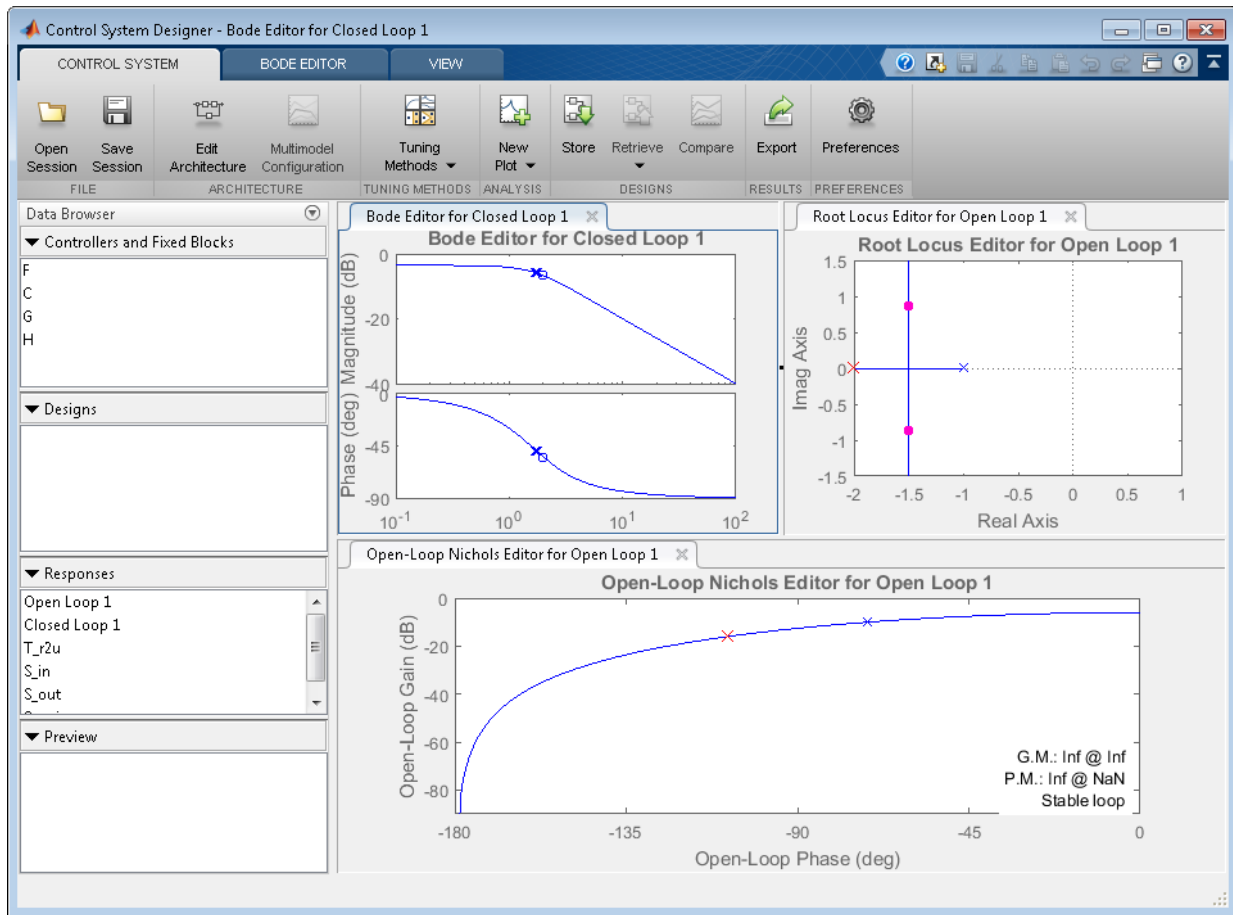 Control System Designer - Bode Editor for Closed Loop 1
CONTROL SYSTEM BODE EDITOR VIEW
Open Session
Save Session
Edit Architecture
Multimodel Configuration
Tuning Methods
New Plot
Store
Retrieve
Compare
Export
Preferences
FILE ARCHITECTURE TUNING METHODS ANALYSIS DESIGNS RESULTS PREFERENCES
Data Browser
Controllers and Fixed Blocks
F
C
G
H
Designs
Responses
Open Loop 1
Closed Loop 1
T_r2u
S_in
S_out
Preview
Bode Editor for Closed Loop 1
Bode Editor for Closed Loop 1
Magnitude (dB)
0
-20
-40
Phase (deg)
0
-45
-90
10^-1 10^0 10^1 10^2
Root Locus Editor for Open Loop 1
Root Locus Editor for Open Loop 1
Imag Axis
1.5
1
0.5
0
-0.5
-1
-1.5
-2 -1.5 -1 -0.5 0 0.5 1
Real Axis
Open-Loop Nichols Editor for Open Loop 1
Open-Loop Nichols Editor for Open Loop 1
Open-Loop Gain (dB)
0
-20
-40
-60
-80
G.M.: Inf @ Inf
P.M.: Inf @ NaN
Stable loop
-180 -135 -90 -45 0
Open-Loop Phase (deg)